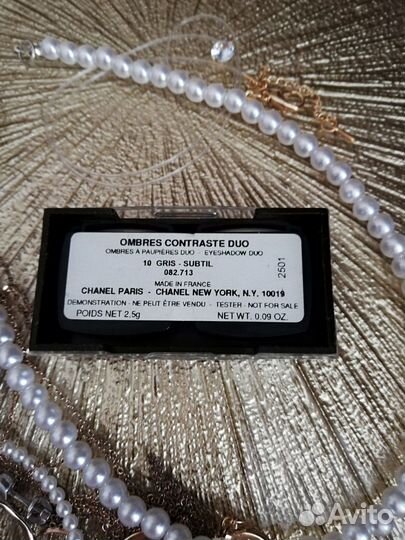 OMBRES CONTRASTE DUO
OMBRES À PAUPIÈRES DUO - EYESHADOW DUO
10 GRIS - SUBTIL
082.713
2501
MADE IN FRANCE
CHANEL PARIS - CHANEL NEW YORK, N.Y. 10019
DEMONSTRATION - NE PEUT ÊTRE VENDU - TESTER - NOT FOR SALE
POIDS NET 2,5g NET WT. 0.09 OZ.
Avito